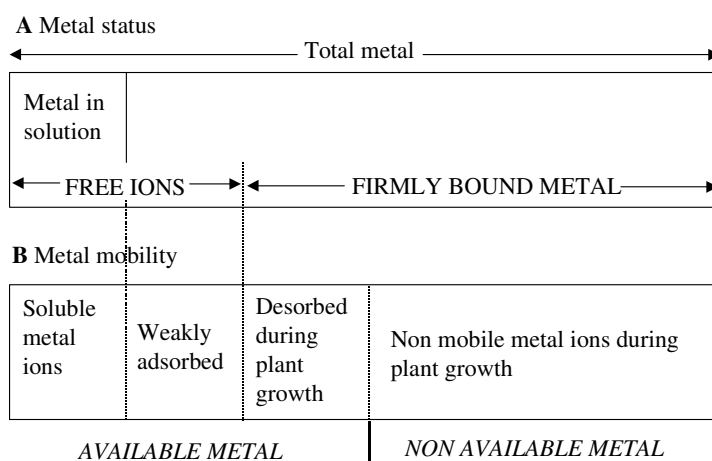 A Metal status
Total metal
Metal in
solution
FREE IONS
FIRMLY BOUND METAL
B Metal mobility
Soluble
metal
ions
Weakly
adsorbed
Desorbed
during
plant
growth
Non mobile metal ions during
plant growth
AVAILABLE METAL
NON AVAILABLE METAL